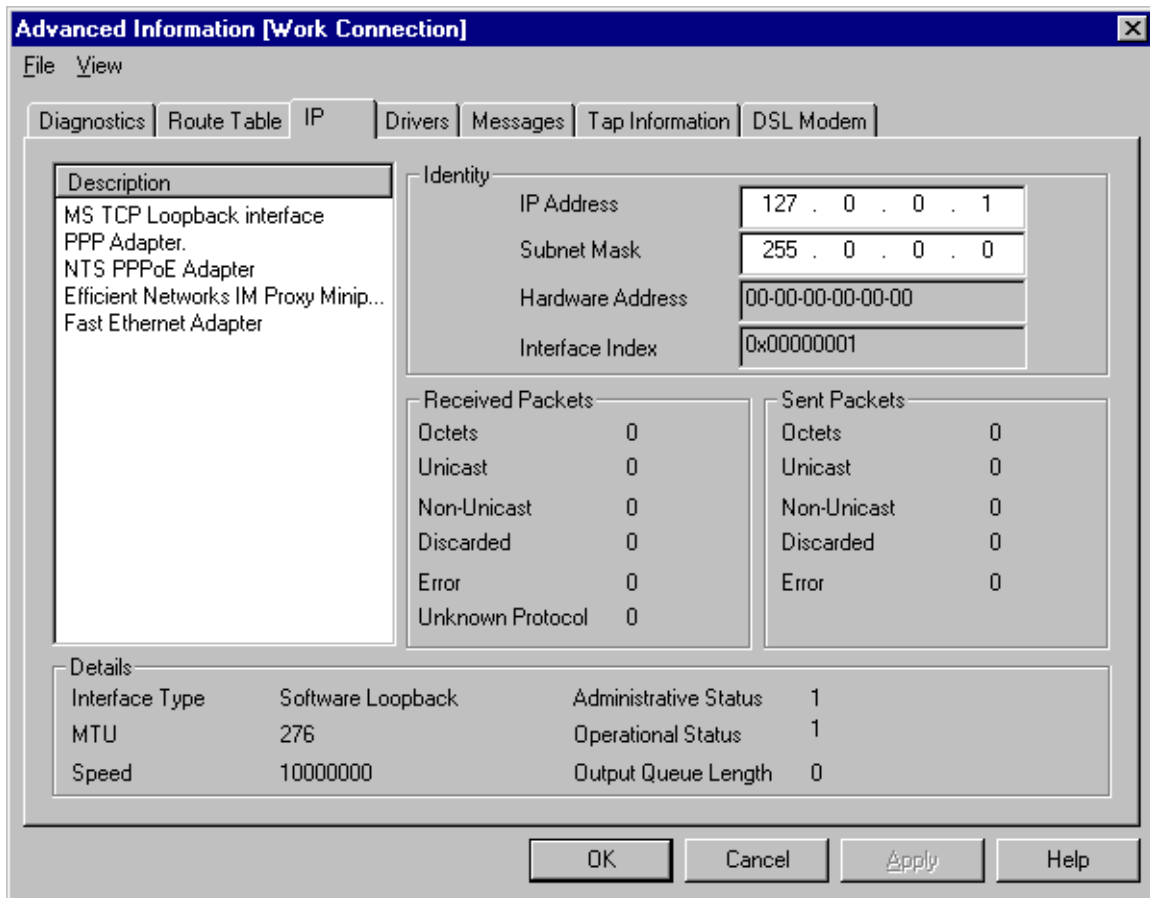 Advanced Information [Work Connection]
File View
Diagnostics Route Table IP Drivers Messages Tap Information DSL Modem
Description
MS TCP Loopback interface
PPP Adapter.
NTS PPPoE Adapter
Efficient Networks IM Proxy Minip...
Fast Ethernet Adapter
Identity
IP Address 127 . 0 . 0 . 1
Subnet Mask 255 . 0 . 0 . 0
Hardware Address 00-00-00-00-00-00
Interface Index 0x00000001
Received Packets
Octets 0
Unicast 0
Non-Unicast 0
Discarded 0
Error 0
Unknown Protocol 0
Sent Packets
Octets 0
Unicast 0
Non-Unicast 0
Discarded 0
Error 0
Details
Interface Type Software Loopback Administrative Status 1
MTU 276 Operational Status 1
Speed 10000000 Output Queue Length 0
OK Cancel Apply Help